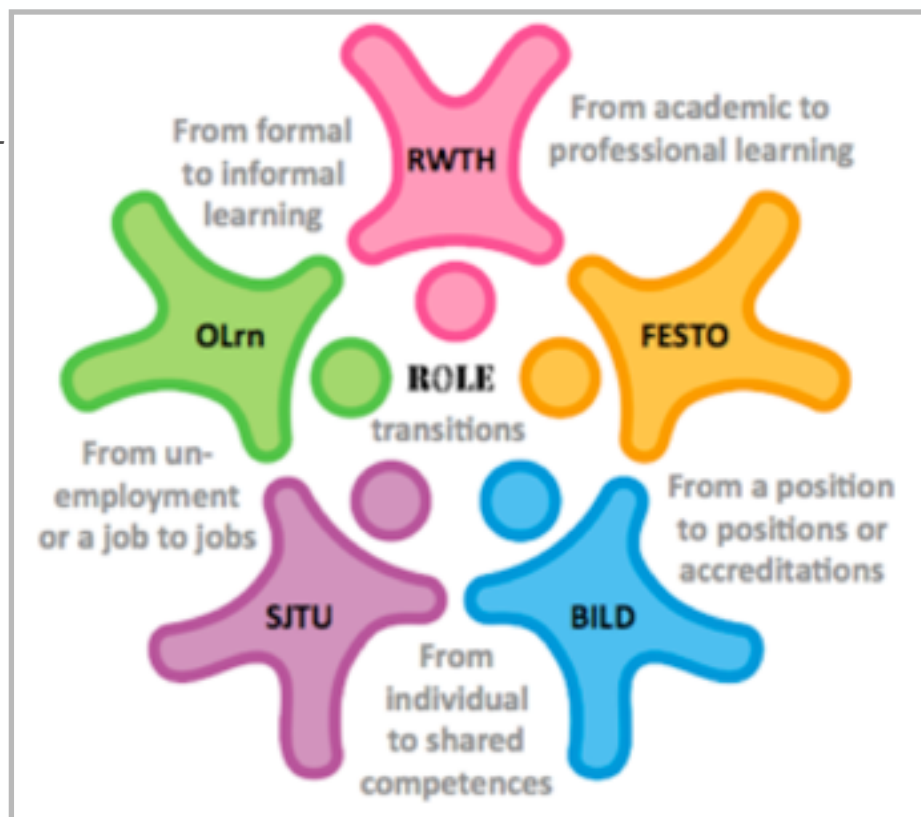 RWTH
From academic to
professional learning
FESTO
From a position
to positions or
accreditations
BILD
From
individual
to shared
competences
SJTU
From un-
employment
or a job to jobs
OLrn
From formal
to informal
learning
ROLE
transitions